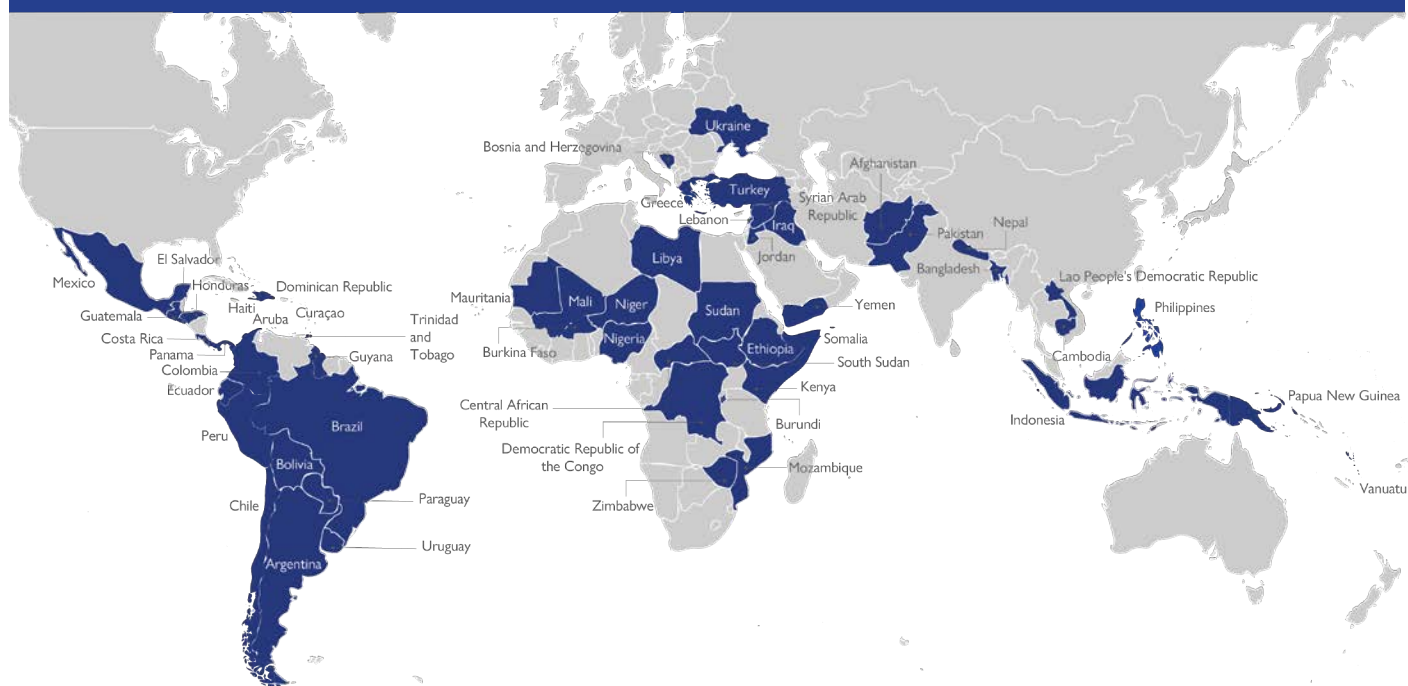 Ukraine
Bosnia and Herzegovina
Afghanistan
Turkey
Syrian Arab
Republic
Greece
Lebanon
Iraq
Nepal
Pakistan
Jordan
Libya
Bangladesh
El Salvador
Lao People's Democratic Republic
Mexico
Honduras
Dominican Republic
Mauritania
Mali
Niger
Sudan
Yemen
Philippines
Haiti
Curaçao
Guatemala
Aruba
Trinidad
and
Tobago
Costa Rica
Nigeria
Somalia
Panama
Guyana
Burkina Faso
Ethiopia
South Sudan
Cambodia
Colombia
Ecuador
Kenya
Papua New Guinea
Central African
Republic
Burundi
Indonesia
Brazil
Peru
Democratic Republic of
the Congo
Bolivia
Mozambique
Vanuatu
Chile
Paraguay
Zimbabwe
Uruguay
Argentina